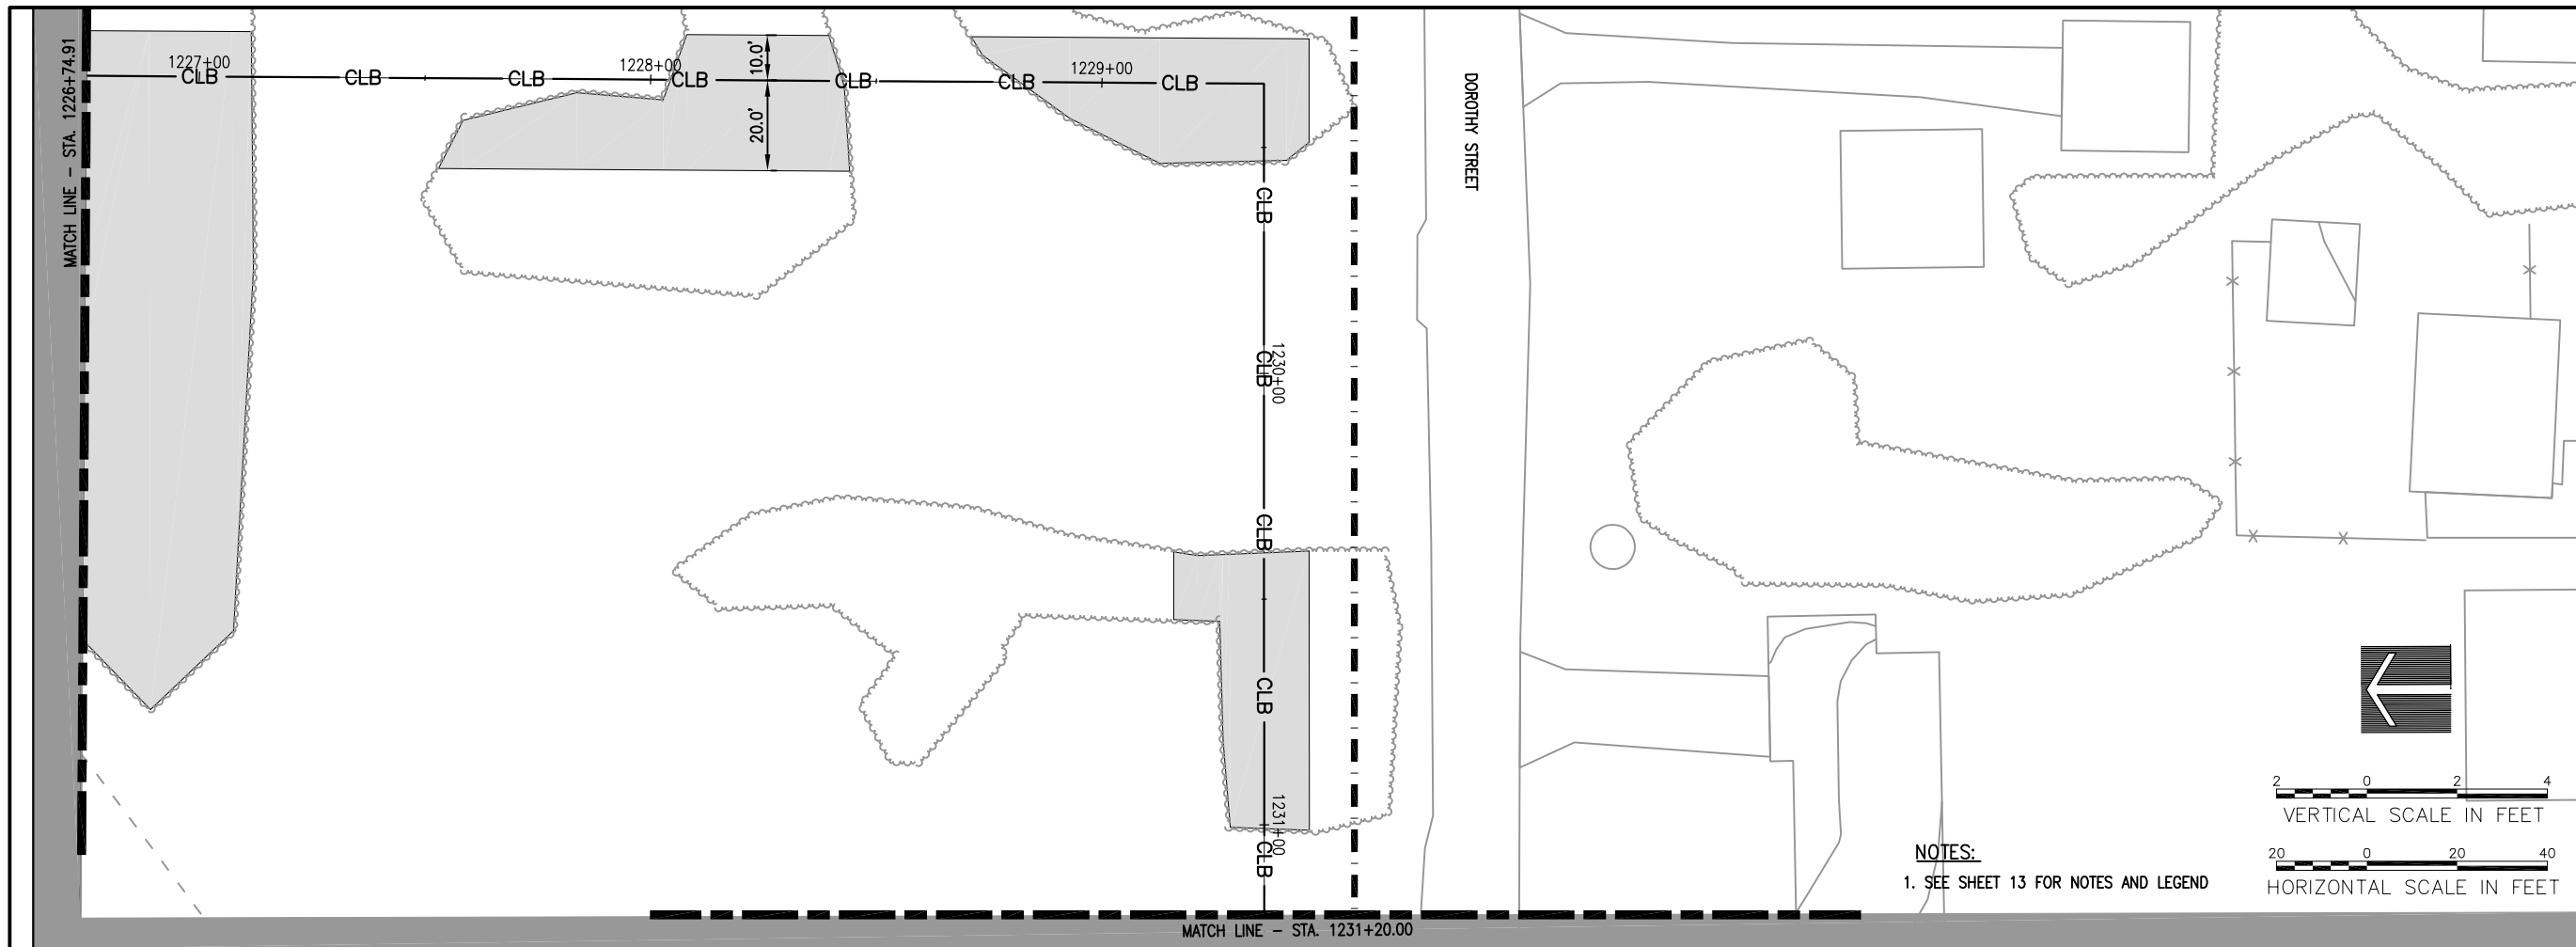 MATCH LINE - STA. 1226+74.91
1227+00
CLB
CLB
CLB
1228+00
CLB
10.0'
20.0'
CLB
CLB
1229+00
CLB
CLB
1230+00
CLB
CLB
CLB
1231+00
CLB
DOROTHY STREET
MATCH LINE - STA. 1231+20.00
NOTES:
1. SEE SHEET 13 FOR NOTES AND LEGEND
2 0 2 4
VERTICAL SCALE IN FEET
20 0 20 40
HORIZONTAL SCALE IN FEET